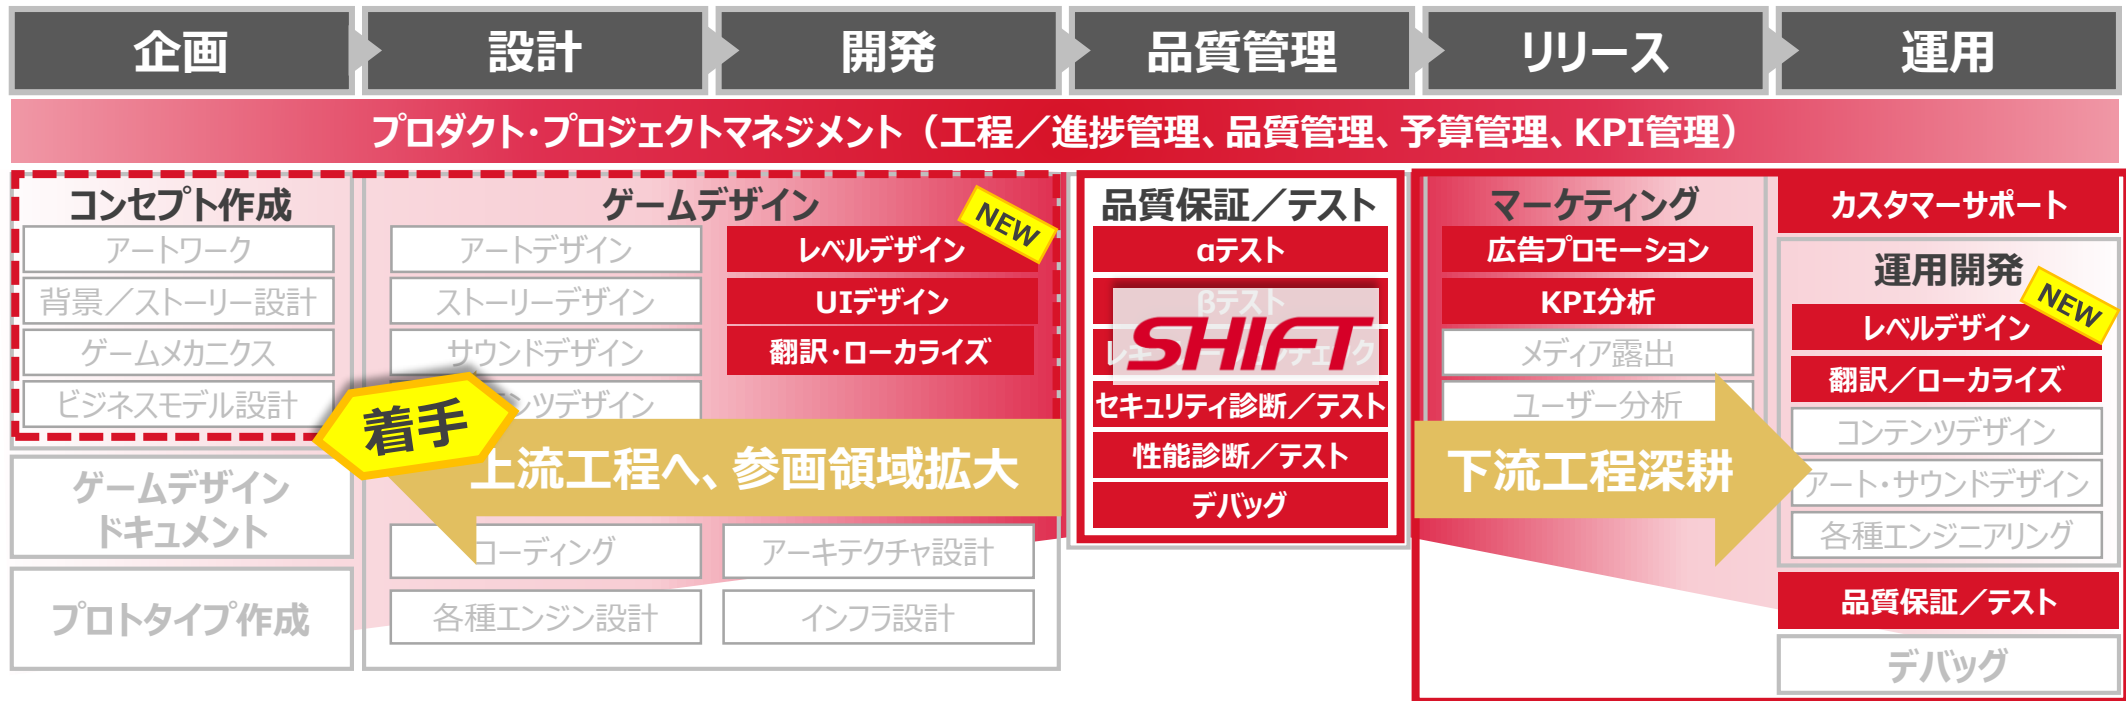 企画
設計
開発
品質管理
リリース
運用
プロダクト・プロジェクトマネジメント（工程／進捗管理、品質管理、予算管理、KPI管理）
コンセプト作成
アートワーク
背景／ストーリー設計
ゲームメカニクス
ビジネスモデル設計
ゲームデザイン
ドキュメント
プロトタイプ作成
ゲームデザイン
NEW
アートデザイン
ストーリーデザイン
サウンドデザイン
ンツデザイン
レベルデザイン
UIデザイン
翻訳・ローカライズ
着手
上流工程へ、参画領域拡大
コーディング
アーキテクチャ設計
各種エンジン設計
インフラ設計
品質保証／テスト
αテスト
βテスト
SHIFT
セキュリティ診断／テスト
性能診断／テスト
デバッグ
マーケティング
広告プロモーション
KPI分析
メディア露出
ユーザー分析
下流工程深耕
カスタマーサポート
運用開発
NEW
レベルデザイン
翻訳／ローカライズ
コンテンツデザイン
アート・サウンドデザイン
各種エンジニアリング
品質保証／テスト
デバッグ